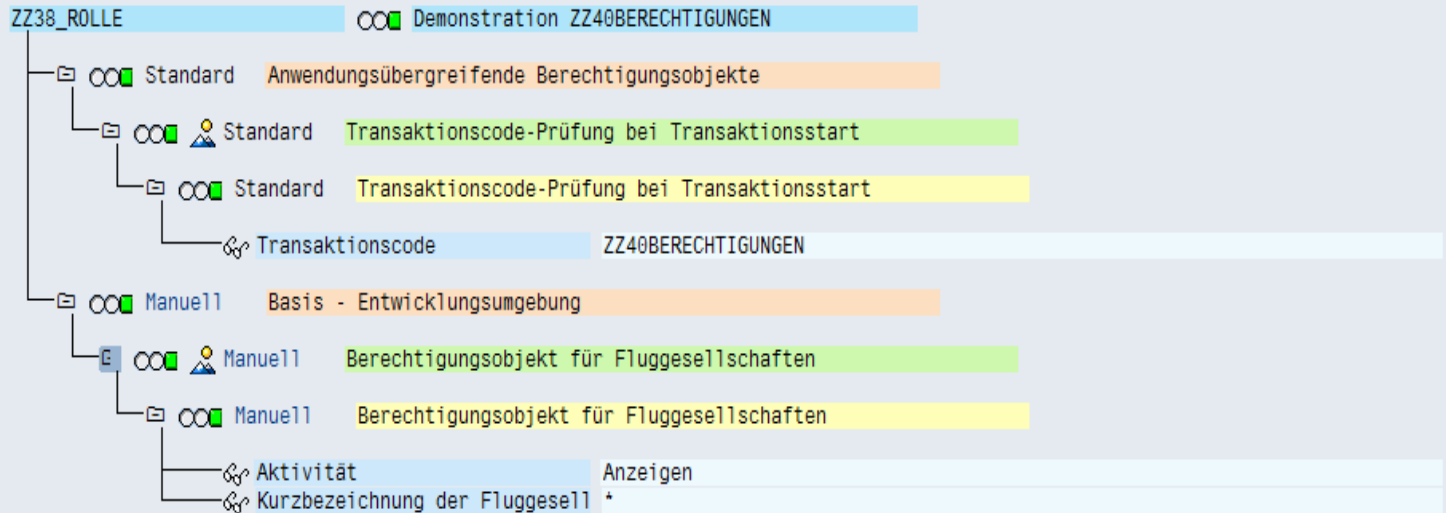 ZZ38_ROLLE Demonstration ZZ40BERECHTIGUNGEN
Standard Anwendungsübergreifende Berechtigungsobjekte
Standard Transaktionscode-Prüfung bei Transaktionsstart
Standard Transaktionscode-Prüfung bei Transaktionsstart
Transaktionscode ZZ40BERECHTIGUNGEN
Manuell Basis - Entwicklungsumgebung
Manuell Berechtigungsobjekt für Fluggesellschaften
Manuell Berechtigungsobjekt für Fluggesellschaften
Aktivität Anzeigen
Kurzbezeichnung der Fluggesell *